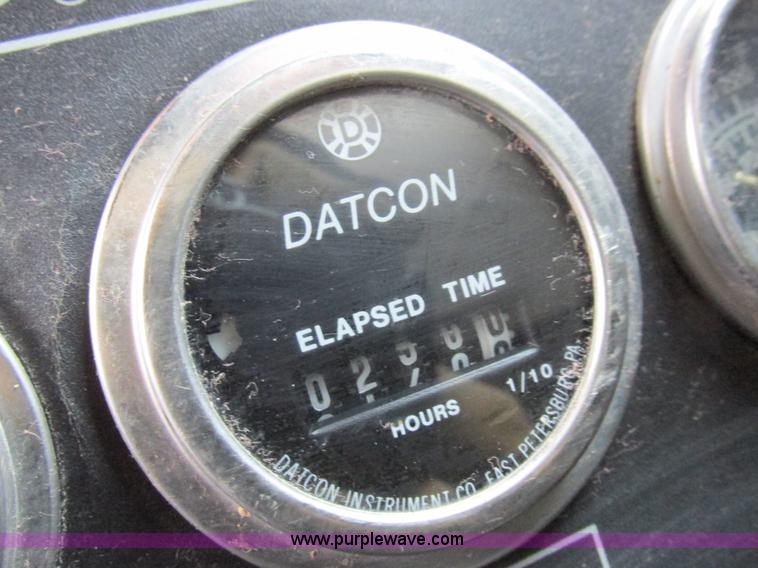 D
DATCON
ELAPSED TIME
HOURS 1/10
DATCON INSTRUMENT CO. EAST PETERSBURG, PA.
www.purplewave.com